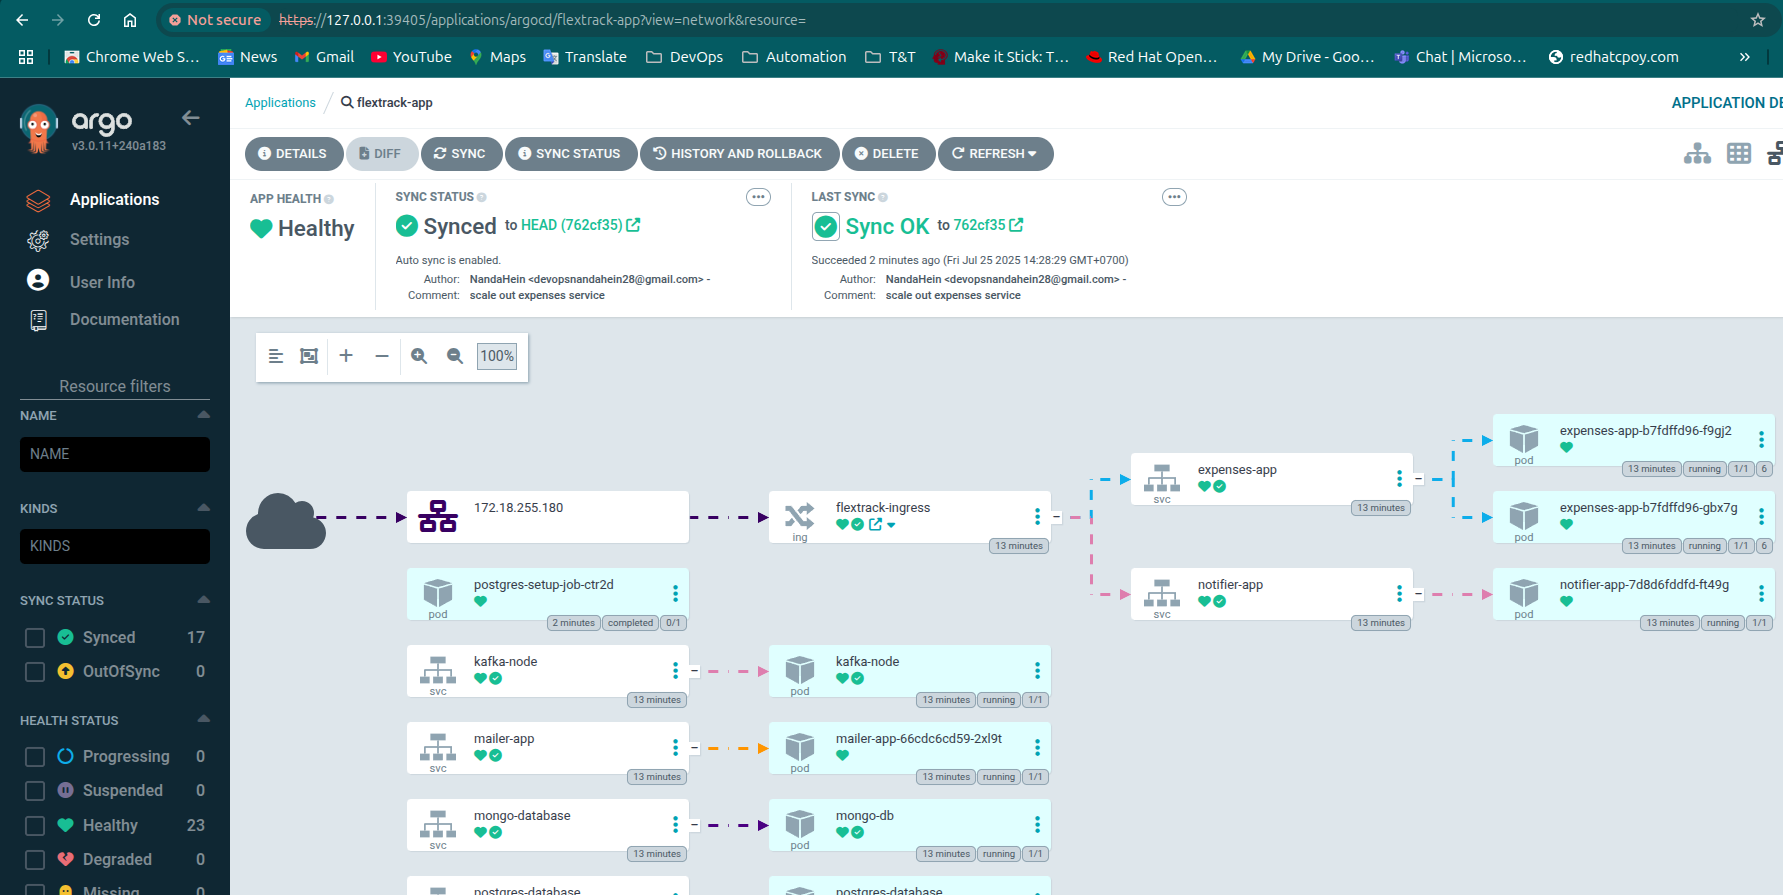 Not secure https://127.0.0.1:39405/applications/argocd/flextrack-app?view=network&resource=
Chrome Web S... News Gmail YouTube Maps Translate DevOps Automation T&T Make it Stick: T... Red Hat Open... My Drive - Goo... Chat | Microso... redhatcpoy.com »
argo
v3.0.11+240a183
Applications
Settings
User Info
Documentation
Resource filters
NAME
NAME
KINDS
KINDS
SYNC STATUS
Synced 17
OutOfSync 0
HEALTH STATUS
Progressing 0
Suspended 0
Healthy 23
Degraded 0
Missing 0
Applications / flextrack-app
APPLICATION DE
DETAILS DIFF SYNC SYNC STATUS HISTORY AND ROLLBACK DELETE REFRESH
APP HEALTH
Healthy
SYNC STATUS
Synced to HEAD (762cf35)
Auto sync is enabled.
Author: NandaHein <devopsnandahein28@gmail.com> -
Comment: scale out expenses service
LAST SYNC
Sync OK to 762cf35
Succeeded 2 minutes ago (Fri Jul 25 2025 14:28:29 GMT+0700)
Author: NandaHein <devopsnandahein28@gmail.com> -
Comment: scale out expenses service
100%
172.18.255.180
flextrack-ingress
ing
13 minutes
expenses-app
svc
13 minutes
expenses-app-b7fdffd96-f9gj2
pod
13 minutes running 1/1 6
expenses-app-b7fdffd96-gbx7g
pod
13 minutes running 1/1 6
postgres-setup-job-ctr2d
pod
2 minutes completed 0/1
notifier-app
svc
13 minutes
notifier-app-7d8d6fddfd-ft49g
pod
13 minutes running 1/1
kafka-node
svc
13 minutes
kafka-node
pod
13 minutes running 1/1
mailer-app
svc
13 minutes
mailer-app-66cdc6cd59-2xl9t
pod
13 minutes running 1/1
mongo-database
svc
13 minutes
mongo-db
pod
13 minutes running 1/1
postgres-database
postgres-database